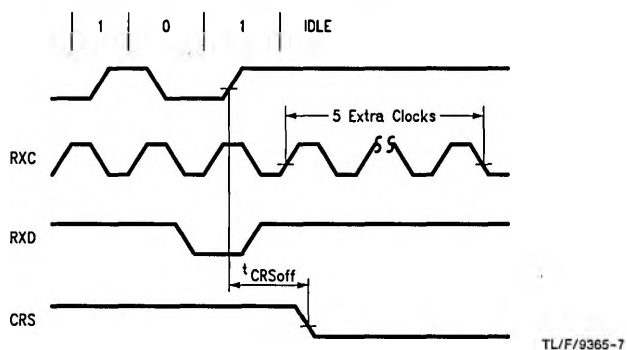 | 1 | 0 | 1 | IDLE
5 Extra Clocks
RXC
RXD
tCRSoff
CRS
TL/F/9365-7